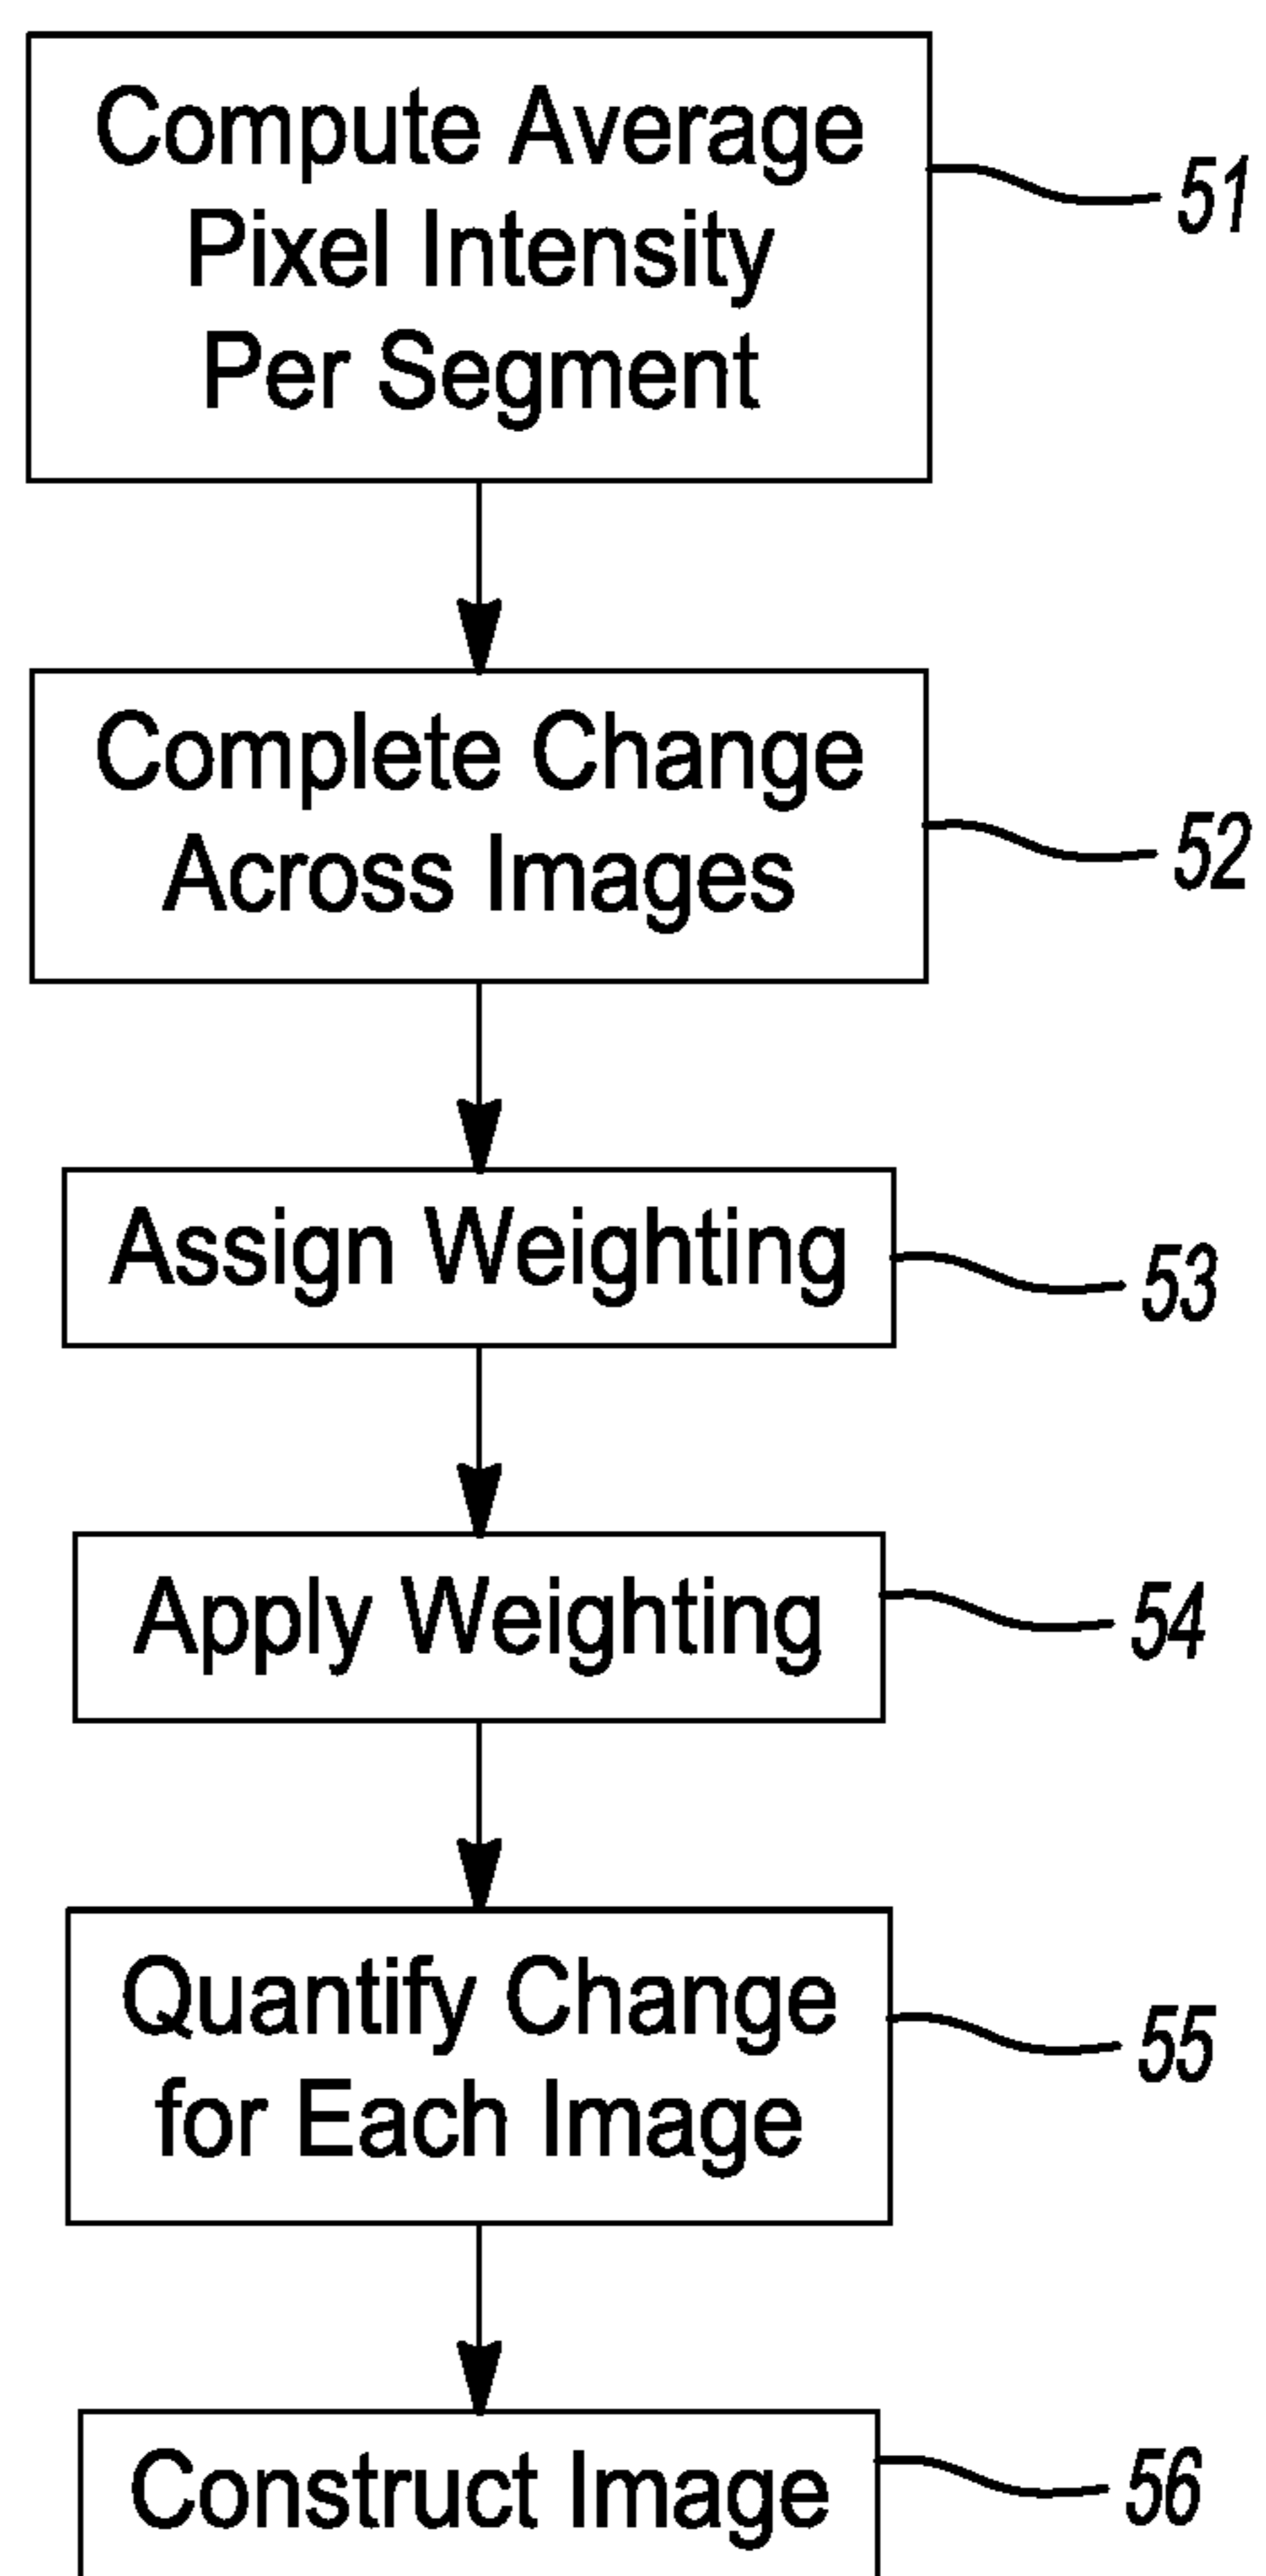 Compute Average
Pixel Intensity
Per Segment
51
Complete Change
Across Images
52
Assign Weighting
53
Apply Weighting
54
Quantify Change
for Each Image
55
Construct Image
56